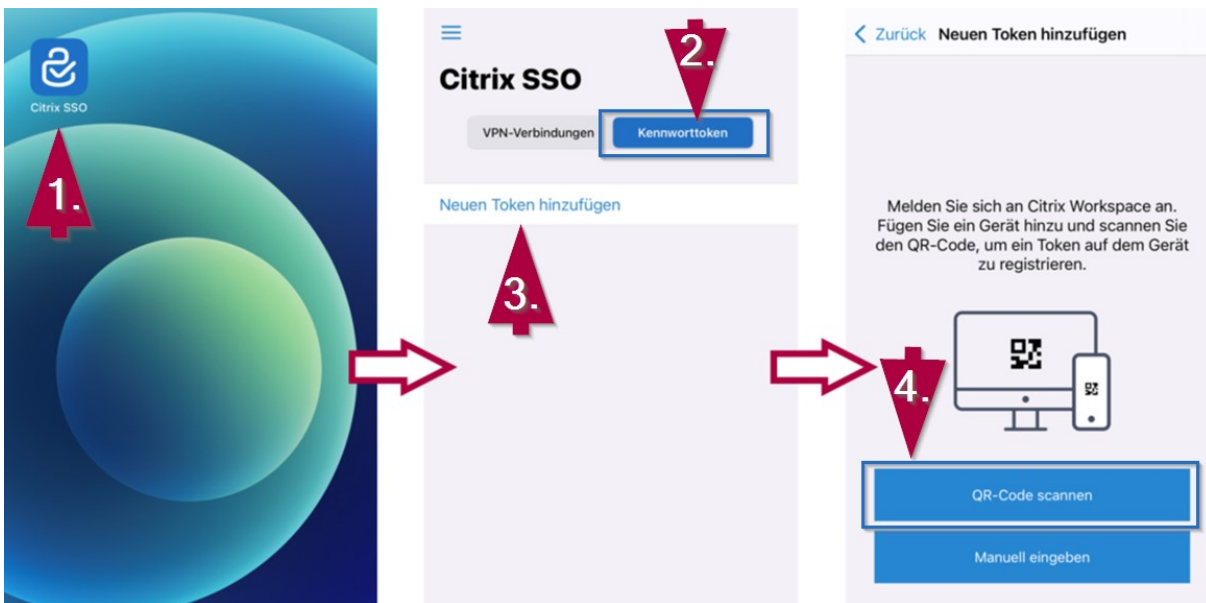 Citrix SSO
1.
2.
Citrix SSO
VPN-Verbindungen
Kennworttoken
Neuen Token hinzufügen
3.
Zurück
Neuen Token hinzufügen
Melden Sie sich an Citrix Workspace an.
Fügen Sie ein Gerät hinzu und scannen Sie
den QR-Code, um ein Token auf dem Gerät
zu registrieren.
4.
QR-Code scannen
Manuell eingeben